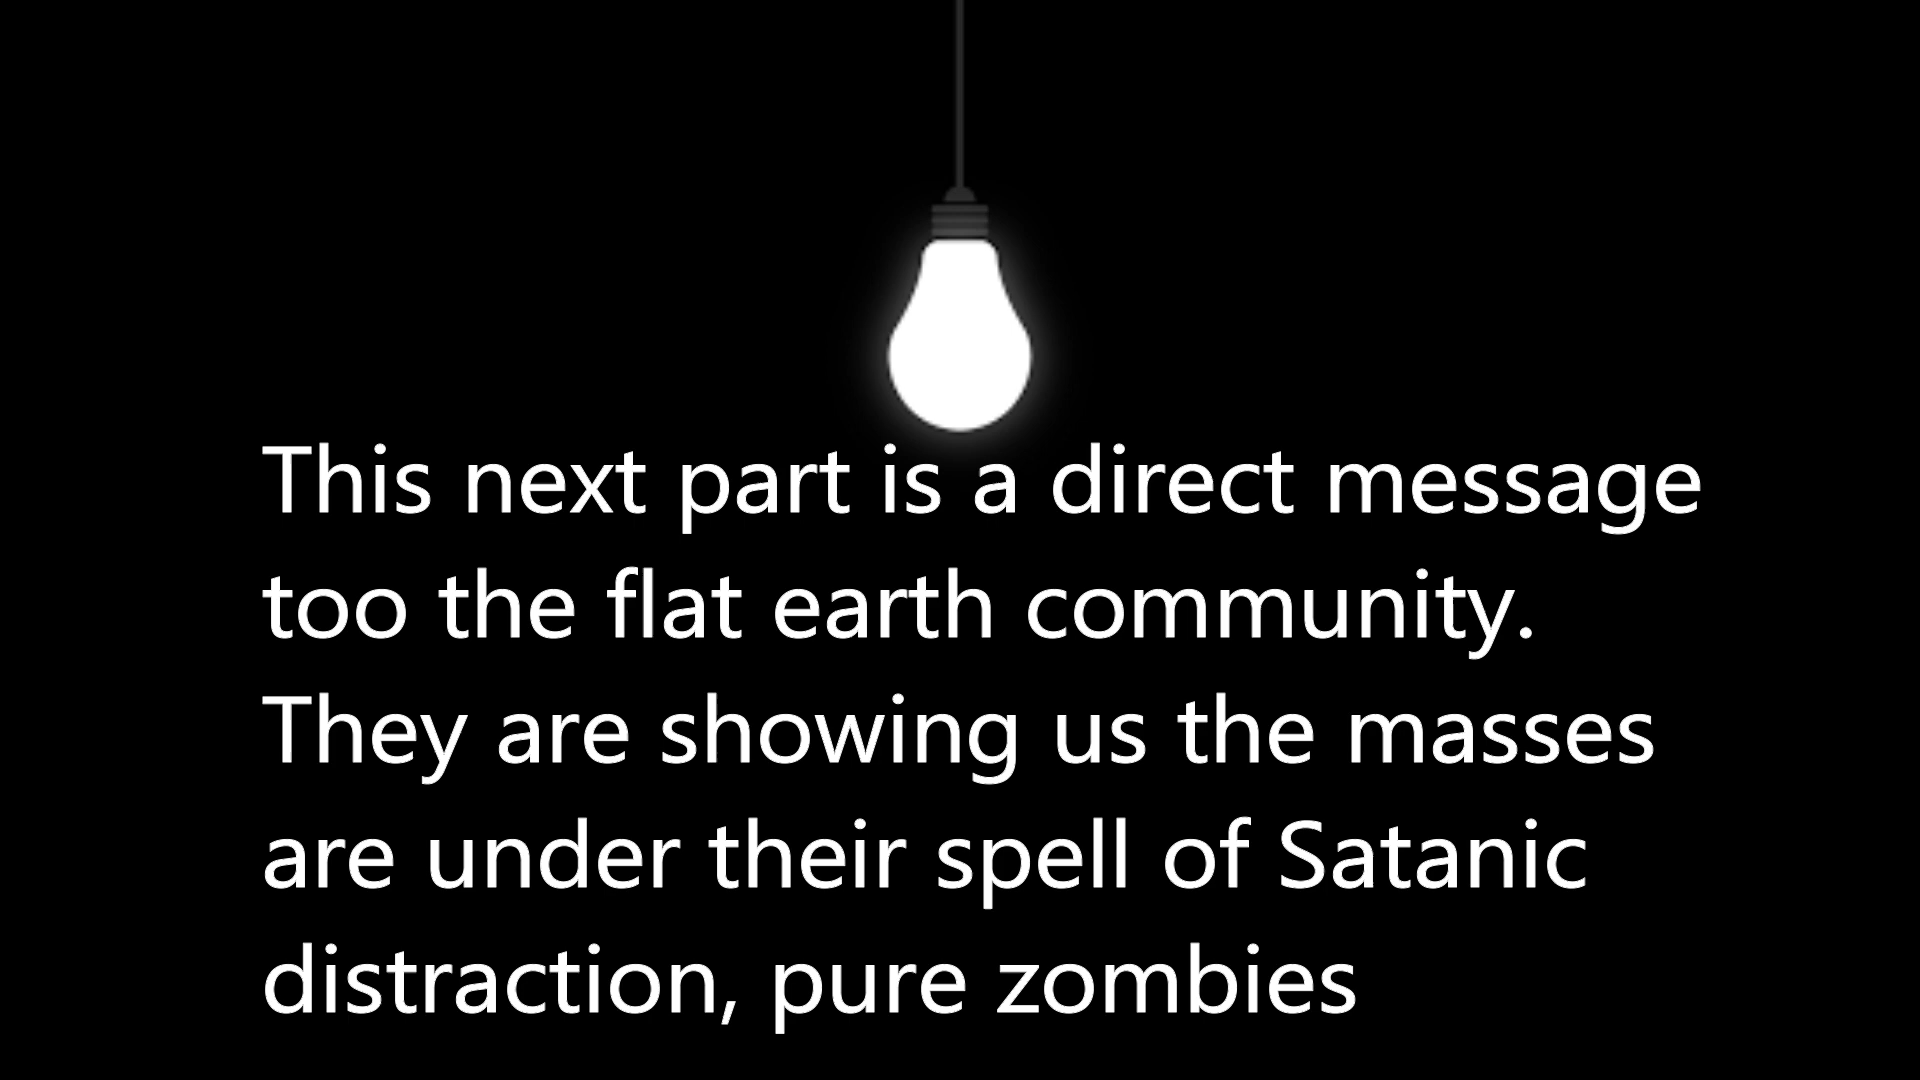 This next part is a direct message
too the flat earth community.
They are showing us the masses
are under their spell of Satanic
distraction, pure zombies